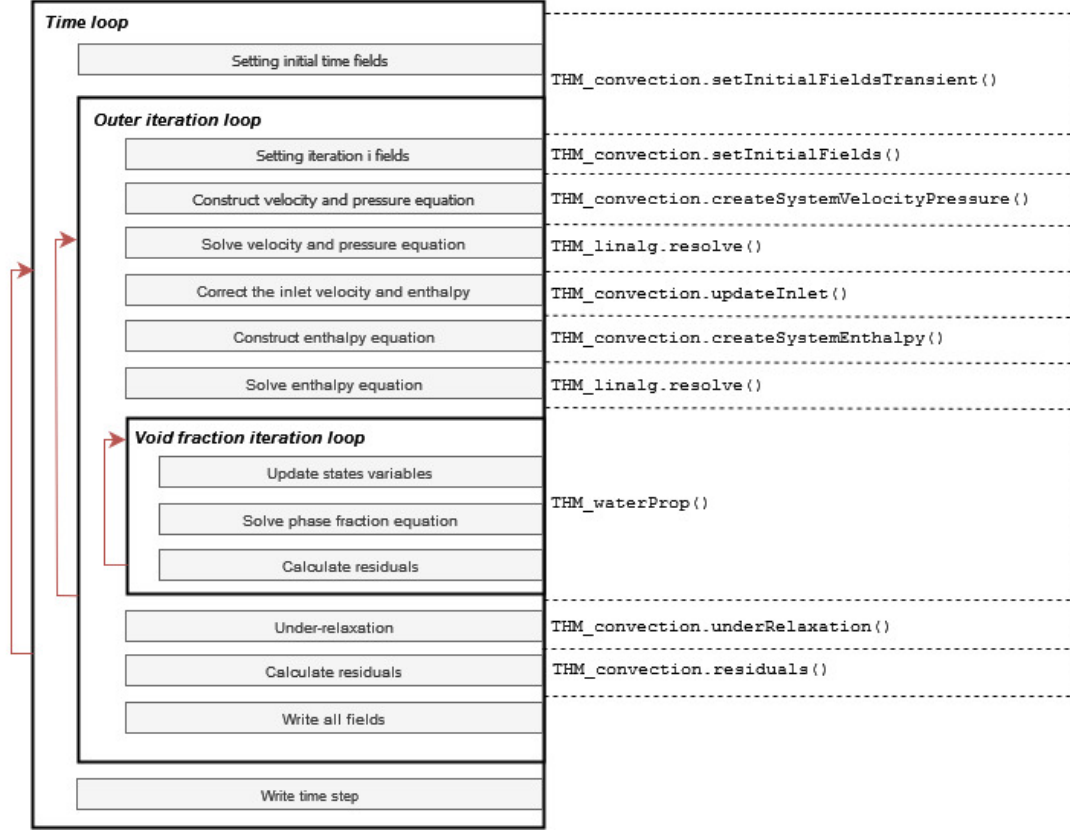 Time loop
Setting initial time fields
THM_convection.setInitialFieldsTransient()
Outer iteration loop
Setting iteration i fields
THM_convection.setInitialFields()
Construct velocity and pressure equation
THM_convection.createSystemVelocityPressure()
Solve velocity and pressure equation
THM_linalg.resolve()
Correct the inlet velocity and enthalpy
THM_convection.updateInlet()
Construct enthalpy equation
THM_convection.createSystemEnthalpy()
Solve enthalpy equation
THM_linalg.resolve()
Void fraction iteration loop
Update states variables
Solve phase fraction equation
THM_waterProp()
Calculate residuals
Under-relaxation
THM_convection.underRelaxation()
Calculate residuals
THM_convection.residuals()
Write all fields
Write time step